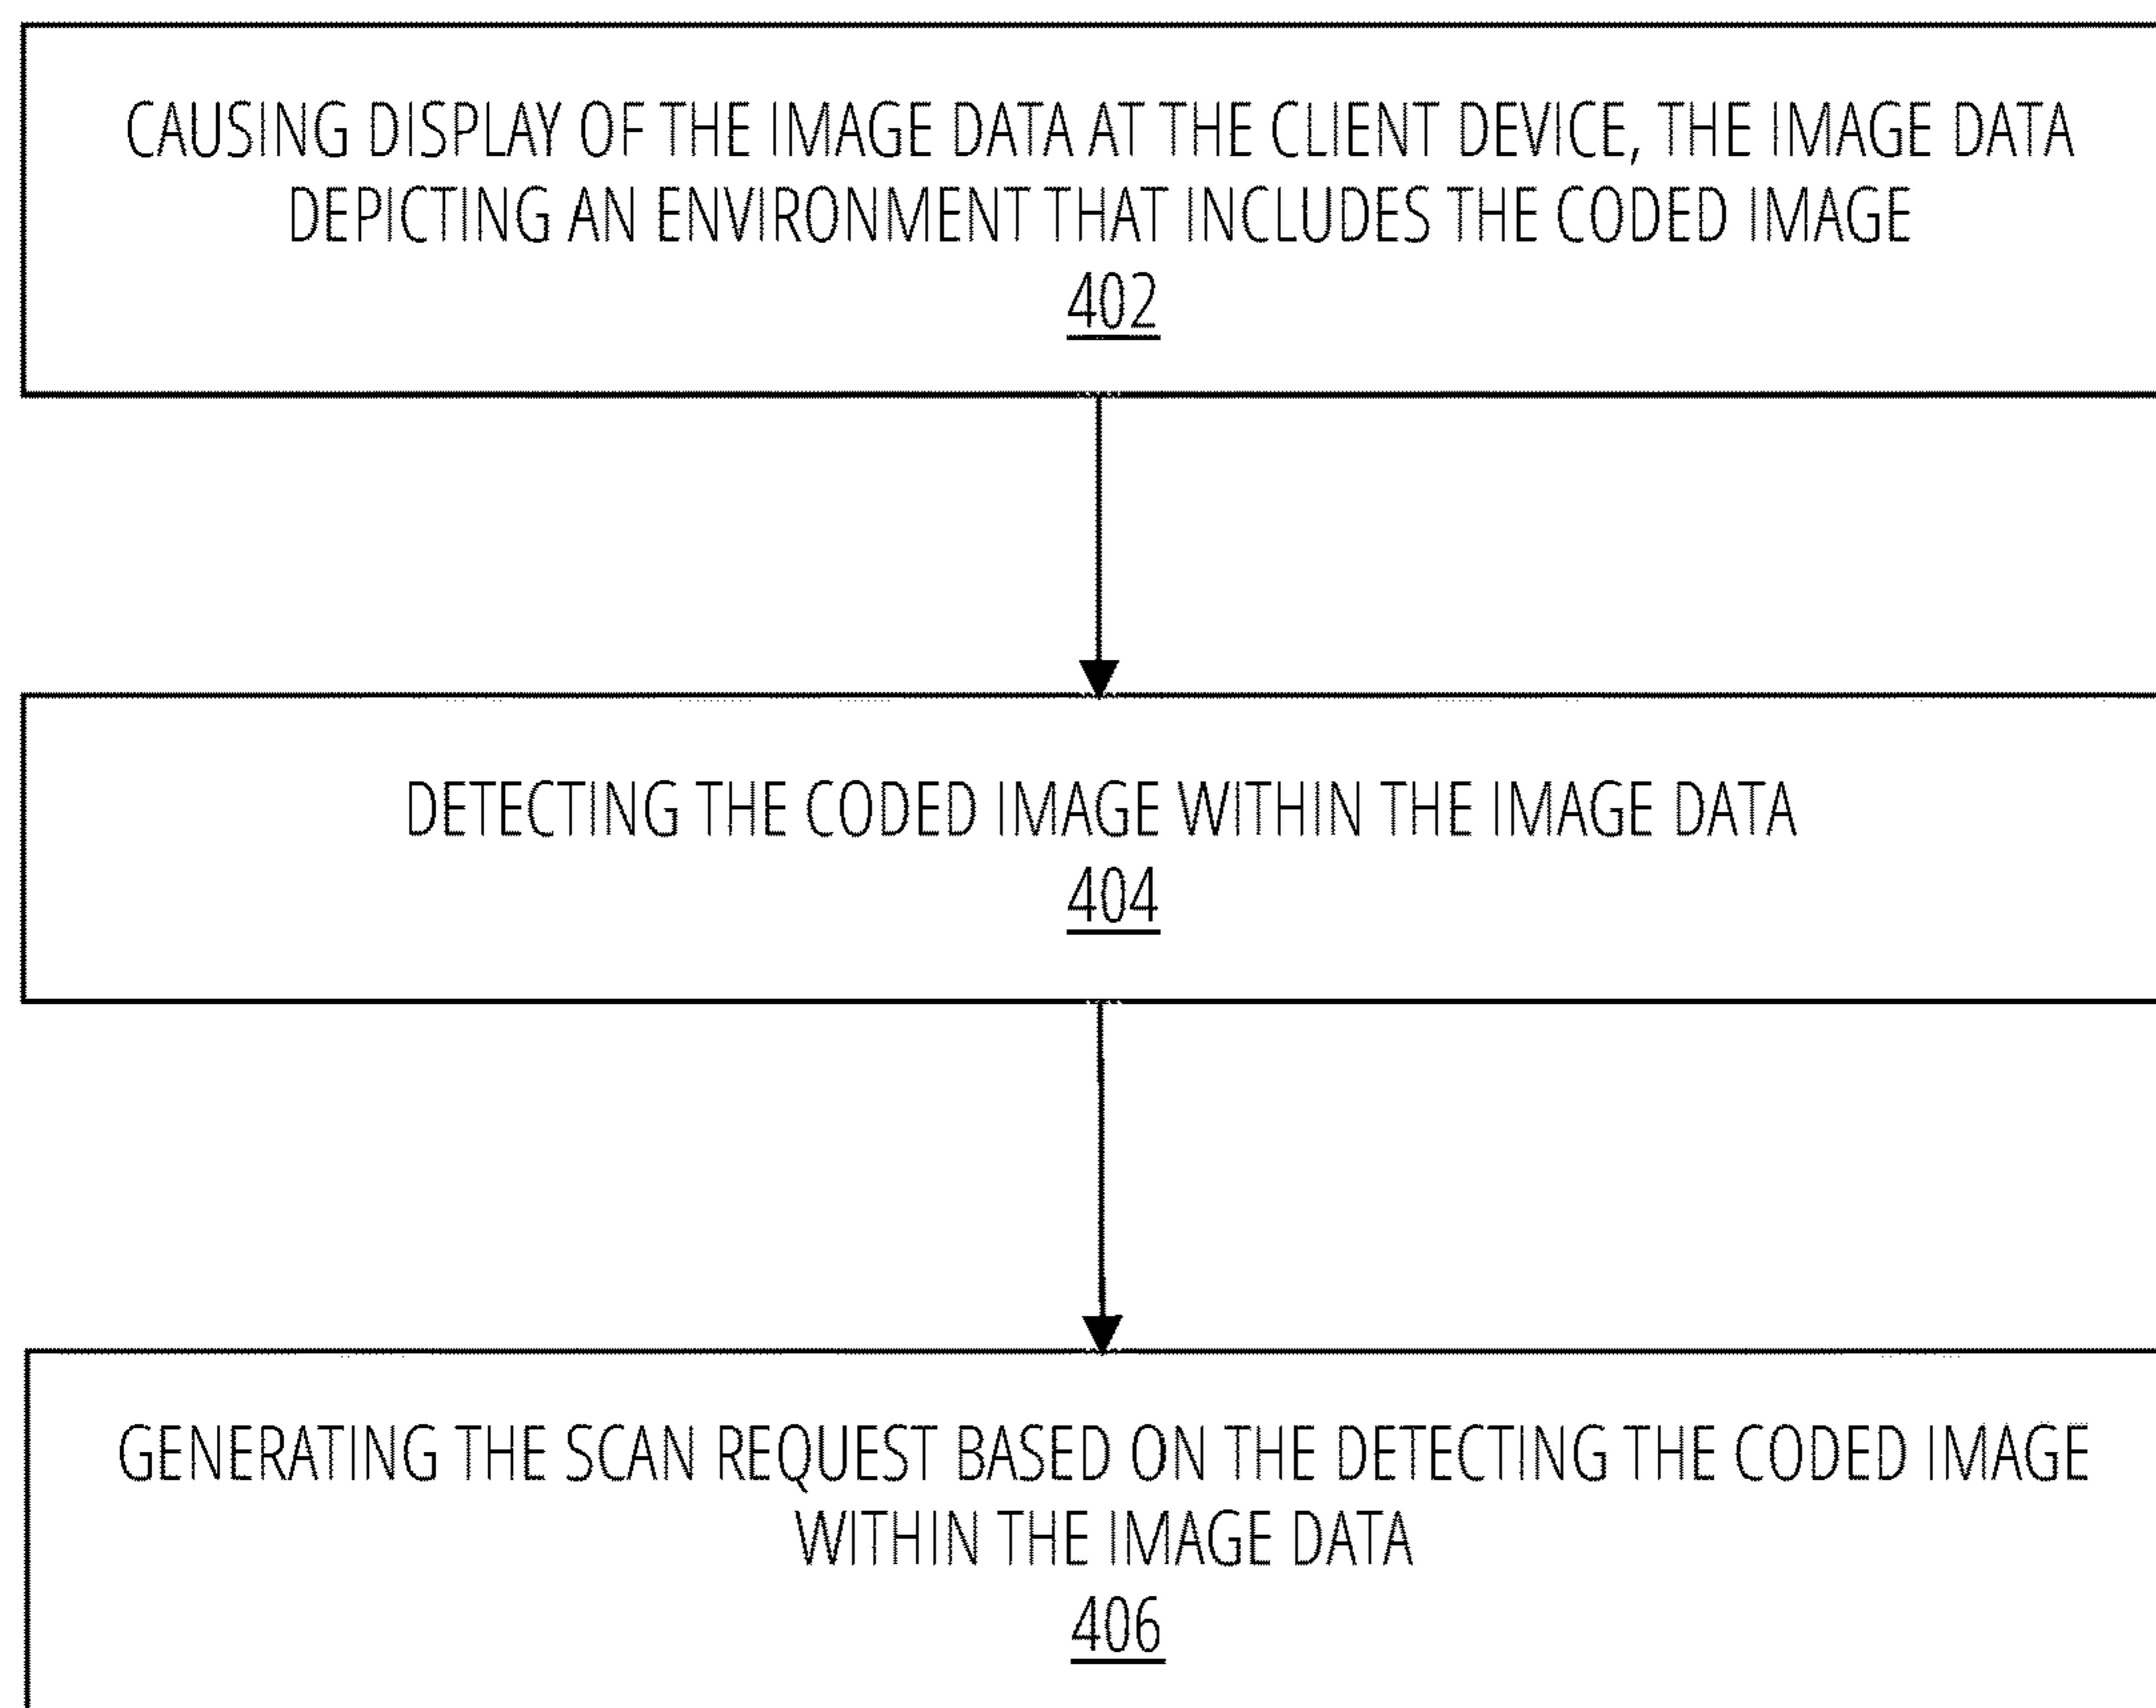 CAUSING DISPLAY OF THE IMAGE DATA AT THE CLIENT DEVICE, THE IMAGE DATA
DEPICTING AN ENVIRONMENT THAT INCLUDES THE CODED IMAGE
402
DETECTING THE CODED IMAGE WITHIN THE IMAGE DATA
404
GENERATING THE SCAN REQUEST BASED ON THE DETECTING THE CODED IMAGE
WITHIN THE IMAGE DATA
406